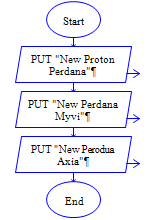 Start
PUT "New Proton
Perdana"¶
PUT "New Perdana
Myvi"¶
PUT "New Perodua
Axia"¶
End